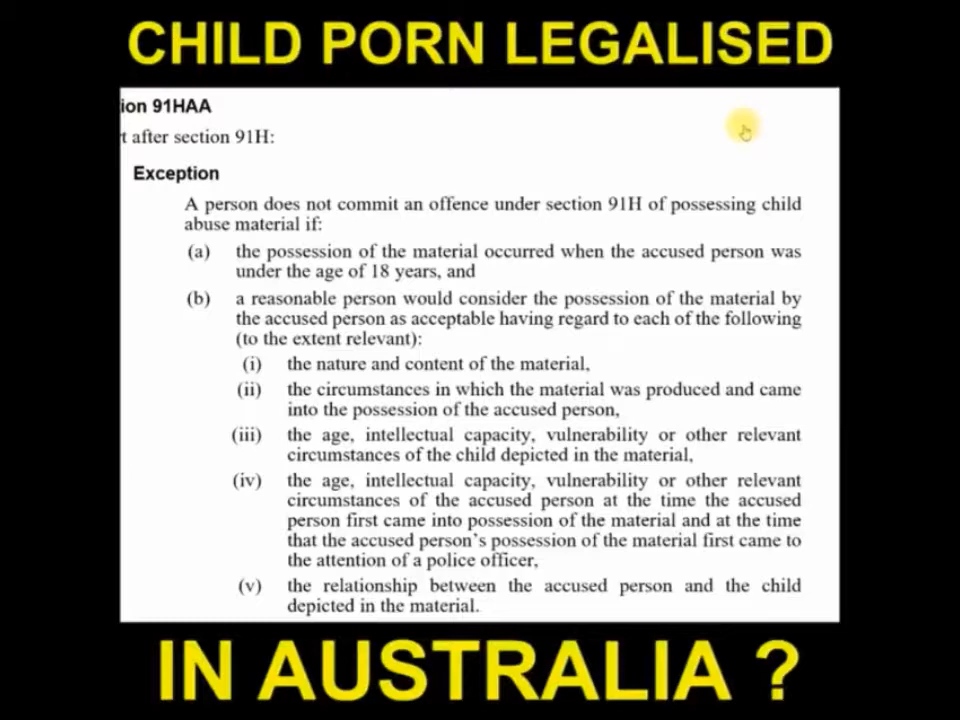 CHILD PORN LEGALISED
ion 91HAA
t after section 91H:
Exception
A person does not commit an offence under section 91H of possessing child
abuse material if:
(a) the possession of the material occurred when the accused person was
under the age of 18 years, and
(b) a reasonable person would consider the possession of the material by
the accused person as acceptable having regard to each of the following
(to the extent relevant):
(i) the nature and content of the material,
(ii) the circumstances in which the material was produced and came
into the possession of the accused person,
(iii) the age, intellectual capacity, vulnerability or other relevant
circumstances of the child depicted in the material,
(iv) the age, intellectual capacity, vulnerability or other relevant
circumstances of the accused person at the time the accused
person first came into possession of the material and at the time
that the accused person's possession of the material first came to
the attention of a police officer,
(v) the relationship between the accused person and the child
depicted in the material.
IN AUSTRALIA ?